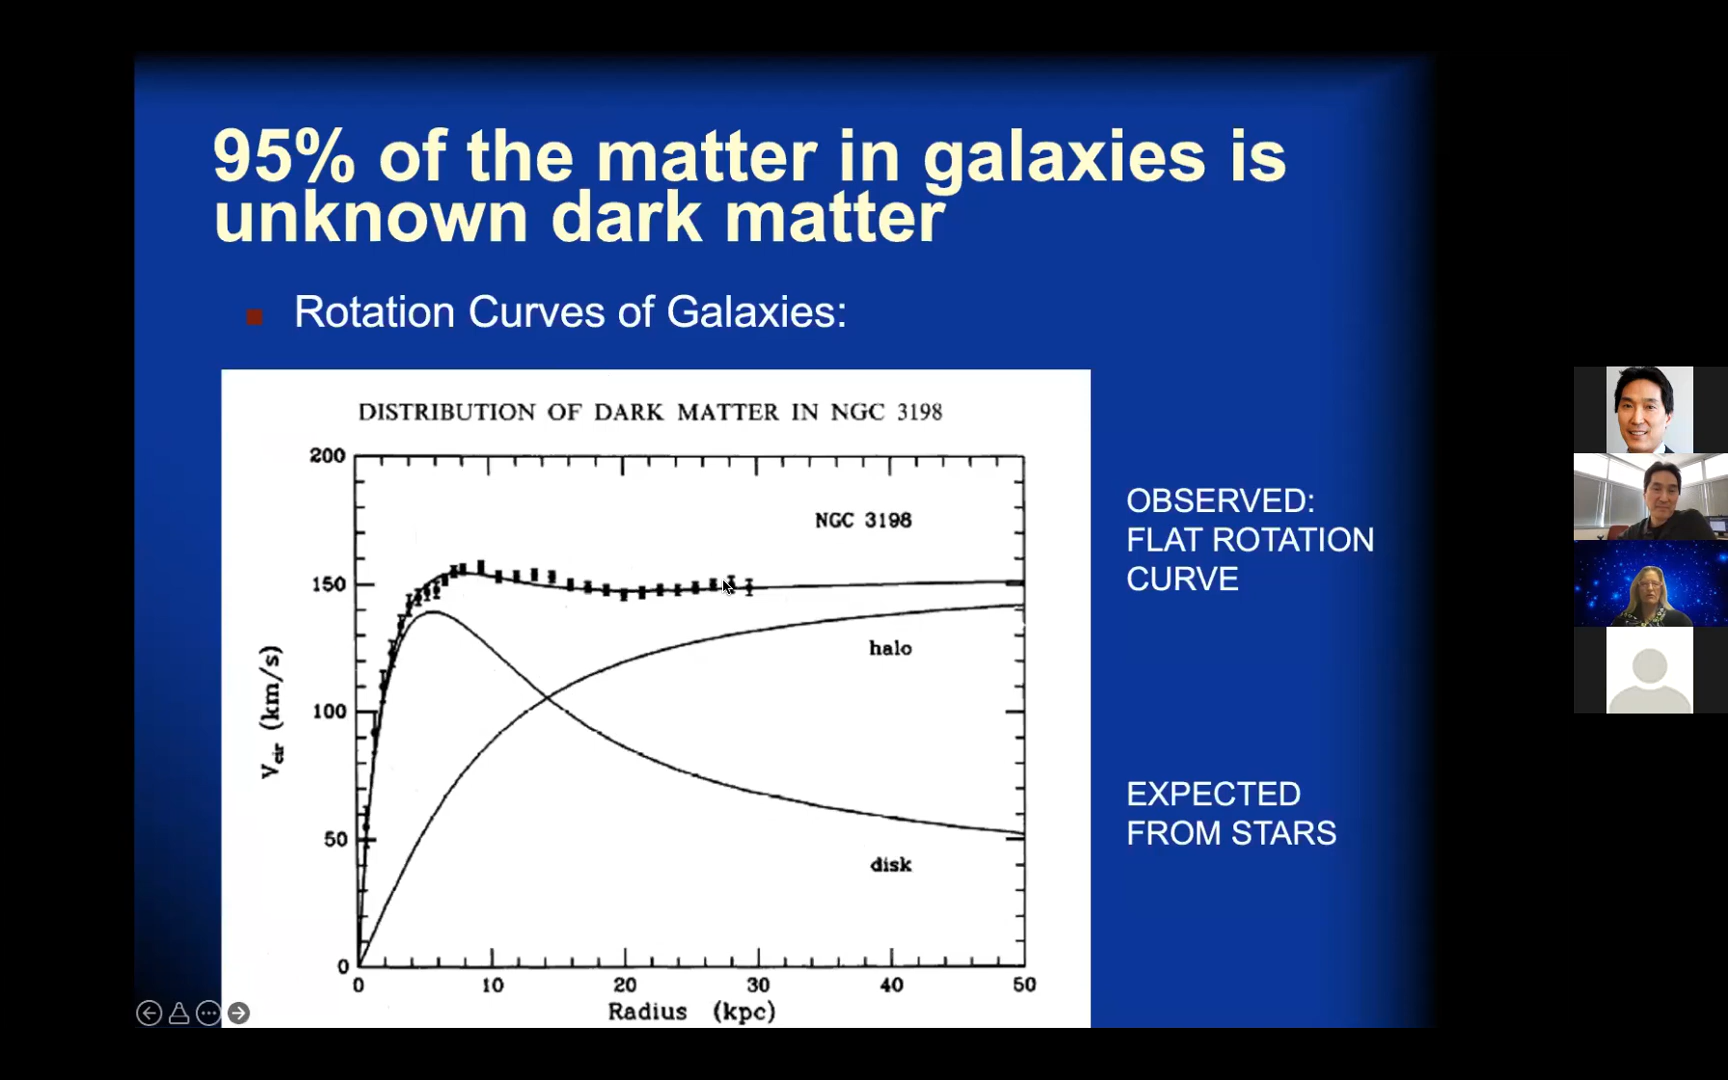 95% of the matter in galaxies is
unknown dark matter
Rotation Curves of Galaxies:
DISTRIBUTION OF DARK MATTER IN NGC 3198
200
150
100
50
0
V_cir (km/s)
NGC 3198
halo
disk
0 10 20 30 40 50
Radius (kpc)
OBSERVED:
FLAT ROTATION
CURVE
EXPECTED
FROM STARS